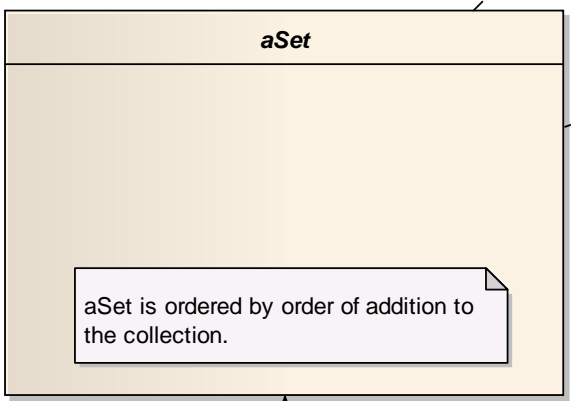 aSet
aSet is ordered by order of addition to
the collection.